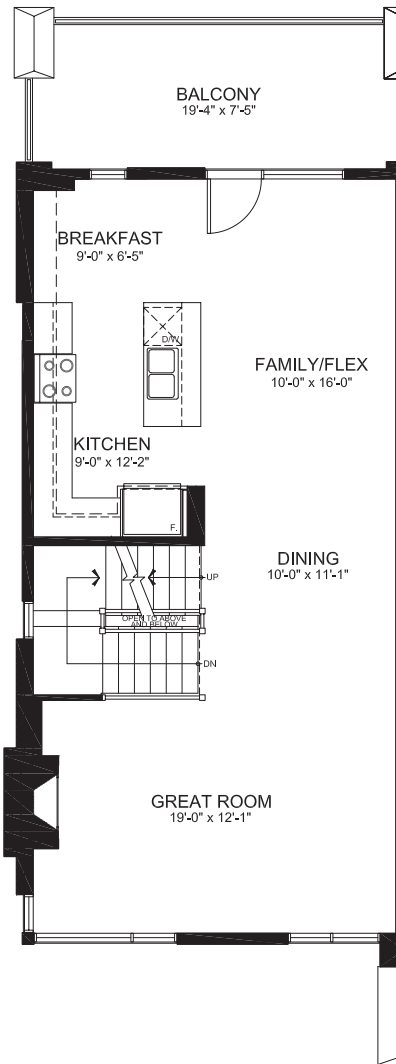 BALCONY
19'-4" x 7'-5"
BREAKFAST
9'-0" x 6'-5"
D/W
FAMILY/FLEX
10'-0" x 16'-0"
KITCHEN
9'-0" x 12'-2"
F.
DINING
10'-0" x 11'-1"
UP
OPEN TO ABOVE
AND BELOW
DN
GREAT ROOM
19'-0" x 12'-1"